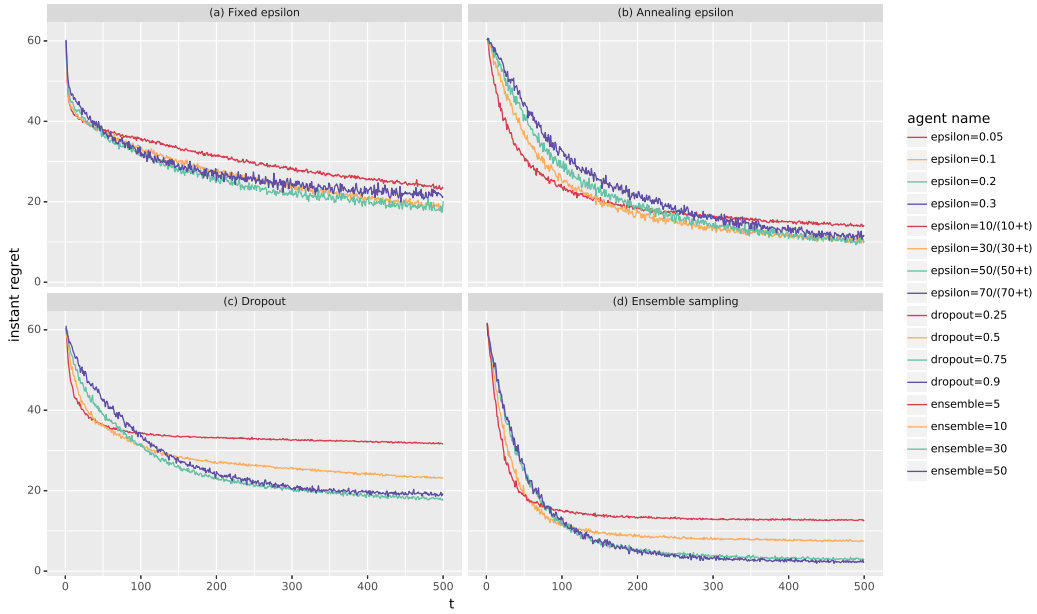 (a) Fixed epsilon
(b) Annealing epsilon
60
40
20
0
(c) Dropout
(d) Ensemble sampling
60
40
20
0
0 100 200 300 400 500
0 100 200 300 400 500
t
instant regret
agent name
epsilon=0.05
epsilon=0.1
epsilon=0.2
epsilon=0.3
epsilon=10/(10+t)
epsilon=30/(30+t)
epsilon=50/(50+t)
epsilon=70/(70+t)
dropout=0.25
dropout=0.5
dropout=0.75
dropout=0.9
ensemble=5
ensemble=10
ensemble=30
ensemble=50